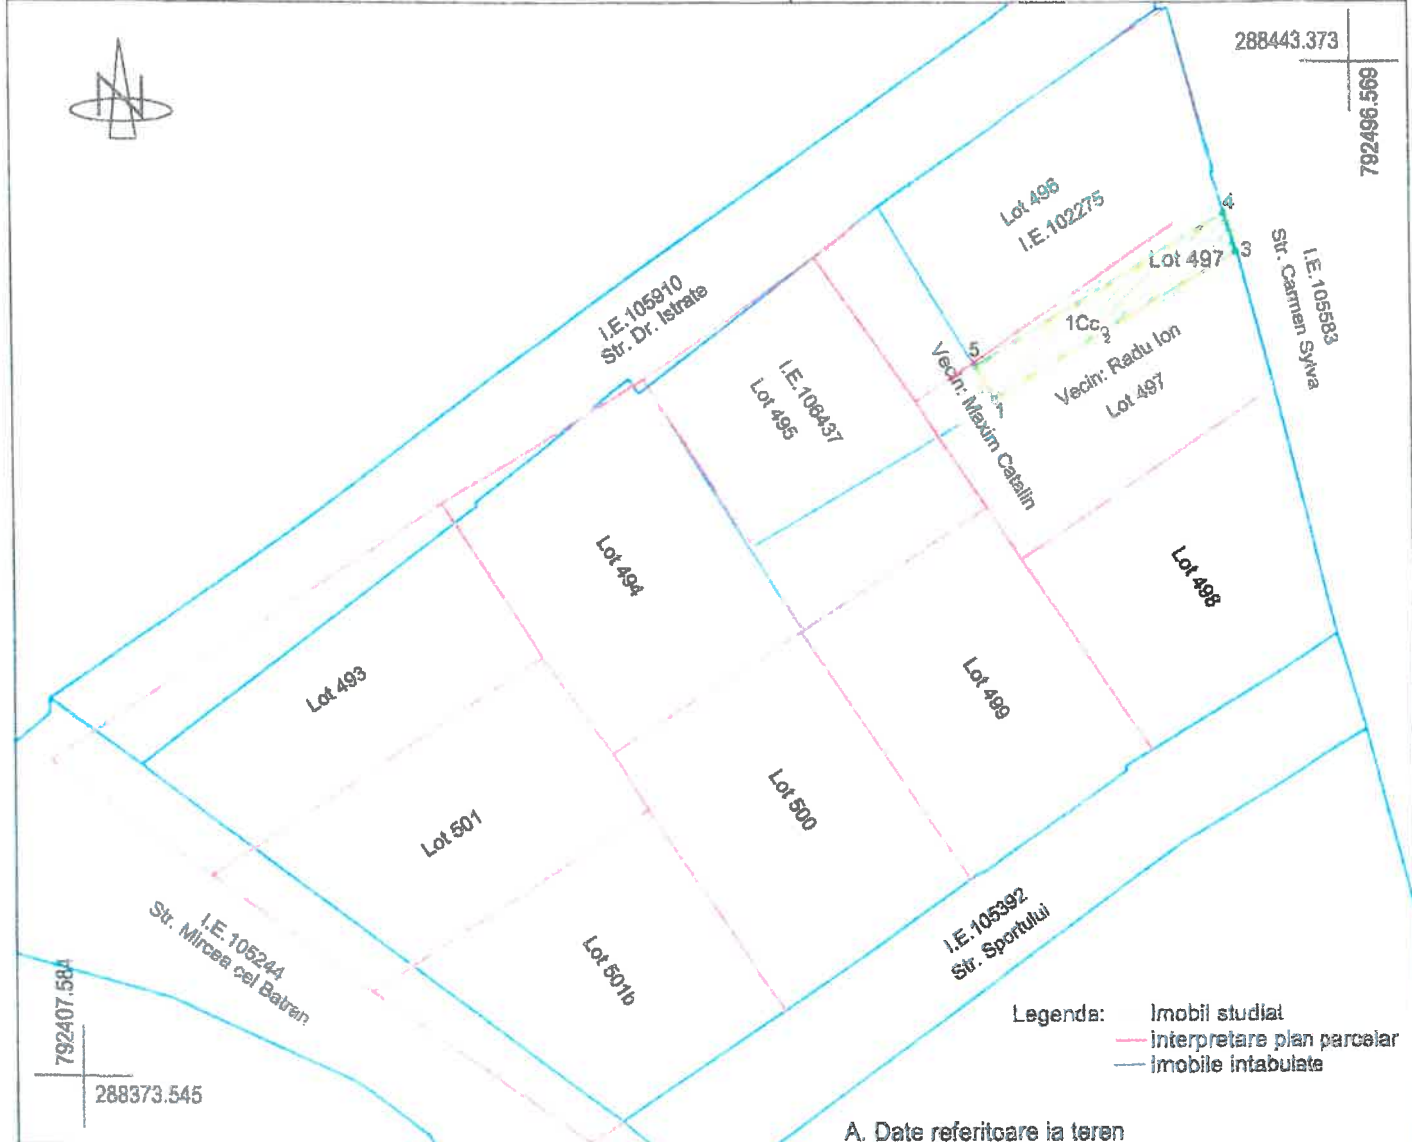 N
288443.373
792496.569
Lot 496
I.E.102275
4
Lot 497
3
I.E.105583
Str. Carmen Sylva
I.E.105910
Str. Dr. Istrate
5
1Cc
Vecin: Radu Ion
Lot 497
Vecin: Maxim Catalin
I.E.106437
Lot 495
Lot 494
Lot 498
Lot 493
Lot 499
Lot 500
Lot 501
I.E.105244
Str. Mircea cel Batran
I.E.105392
Str. Sportului
Lot 501b
792407.584
288373.545
Legenda:
Imobil studiat
Interpretare plan parcelar
Imobile intabulate
A. Date referitoare la teren